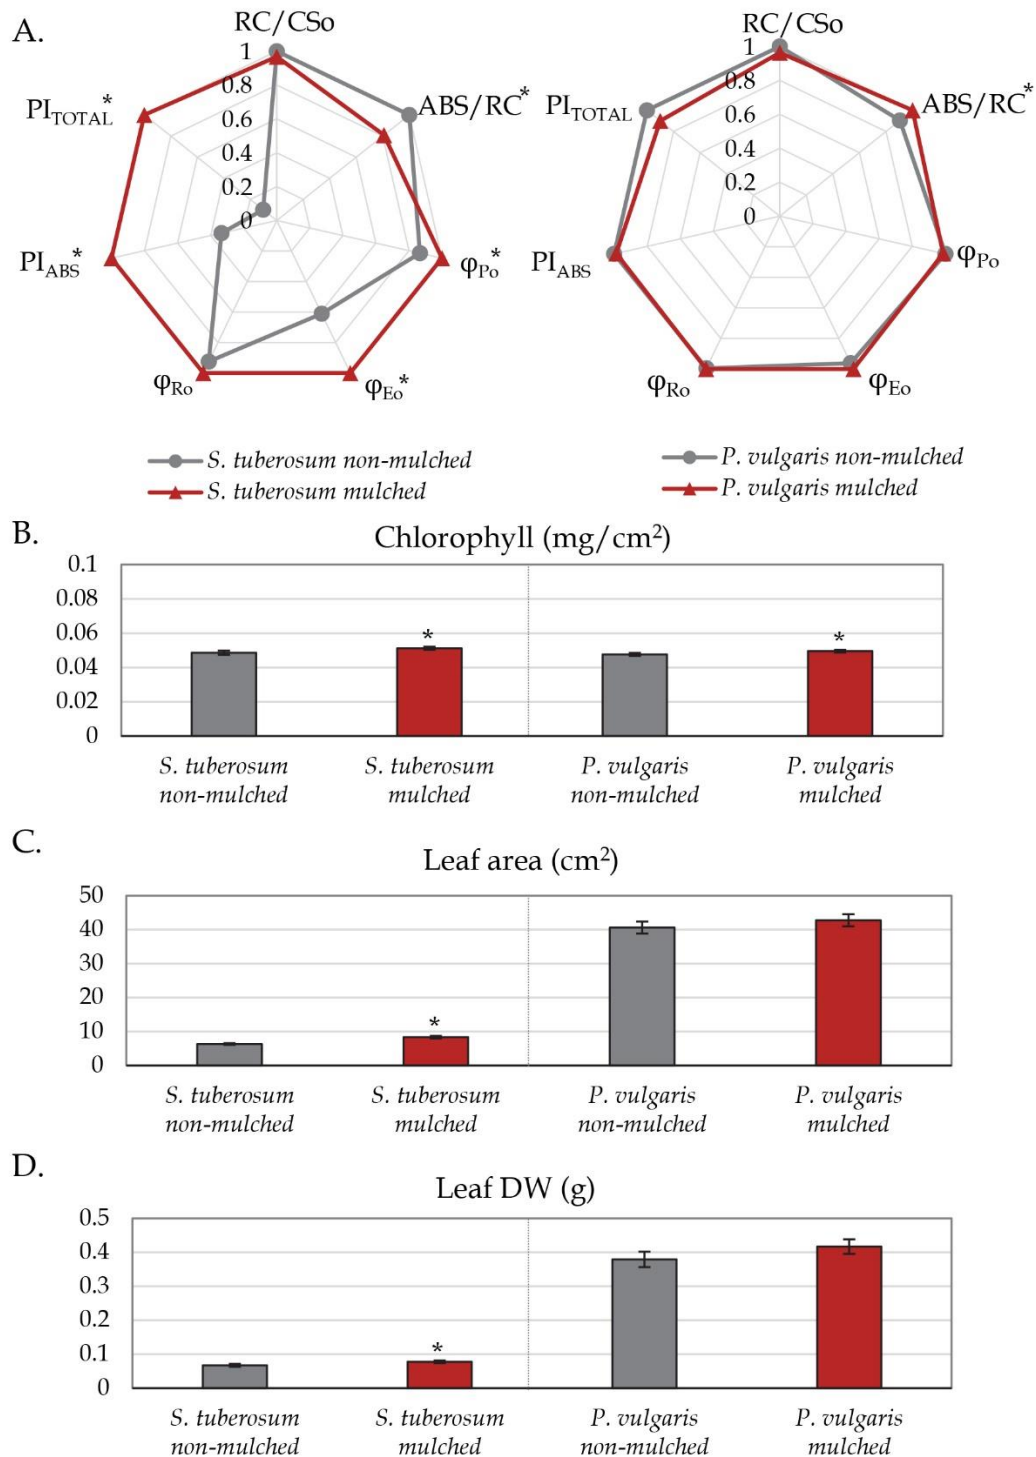 A.
RC/CSo
1
0.8
0.6
0.4
0.2
0
ABS/RC*
φPo*
φEo*
φRo
PIABS*
PITOTAL*
S. tuberosum non-mulched
S. tuberosum mulched
RC/CSo
1
0.8
0.6
0.4
0.2
0
ABS/RC*
φPo
φEo
φRo
PIABS
PITOTAL
P. vulgaris non-mulched
P. vulgaris mulched
B.
Chlorophyll (mg/cm²)
0.1
0.08
0.06
0.04
0.02
0
*
*
S. tuberosum
non-mulched
S. tuberosum
mulched
P. vulgaris
non-mulched
P. vulgaris
mulched
C.
Leaf area (cm²)
50
40
30
20
10
0
*
S. tuberosum
non-mulched
S. tuberosum
mulched
P. vulgaris
non-mulched
P. vulgaris
mulched
D.
Leaf DW (g)
0.5
0.4
0.3
0.2
0.1
0
*
S. tuberosum
non-mulched
S. tuberosum
mulched
P. vulgaris
non-mulched
P. vulgaris
mulched